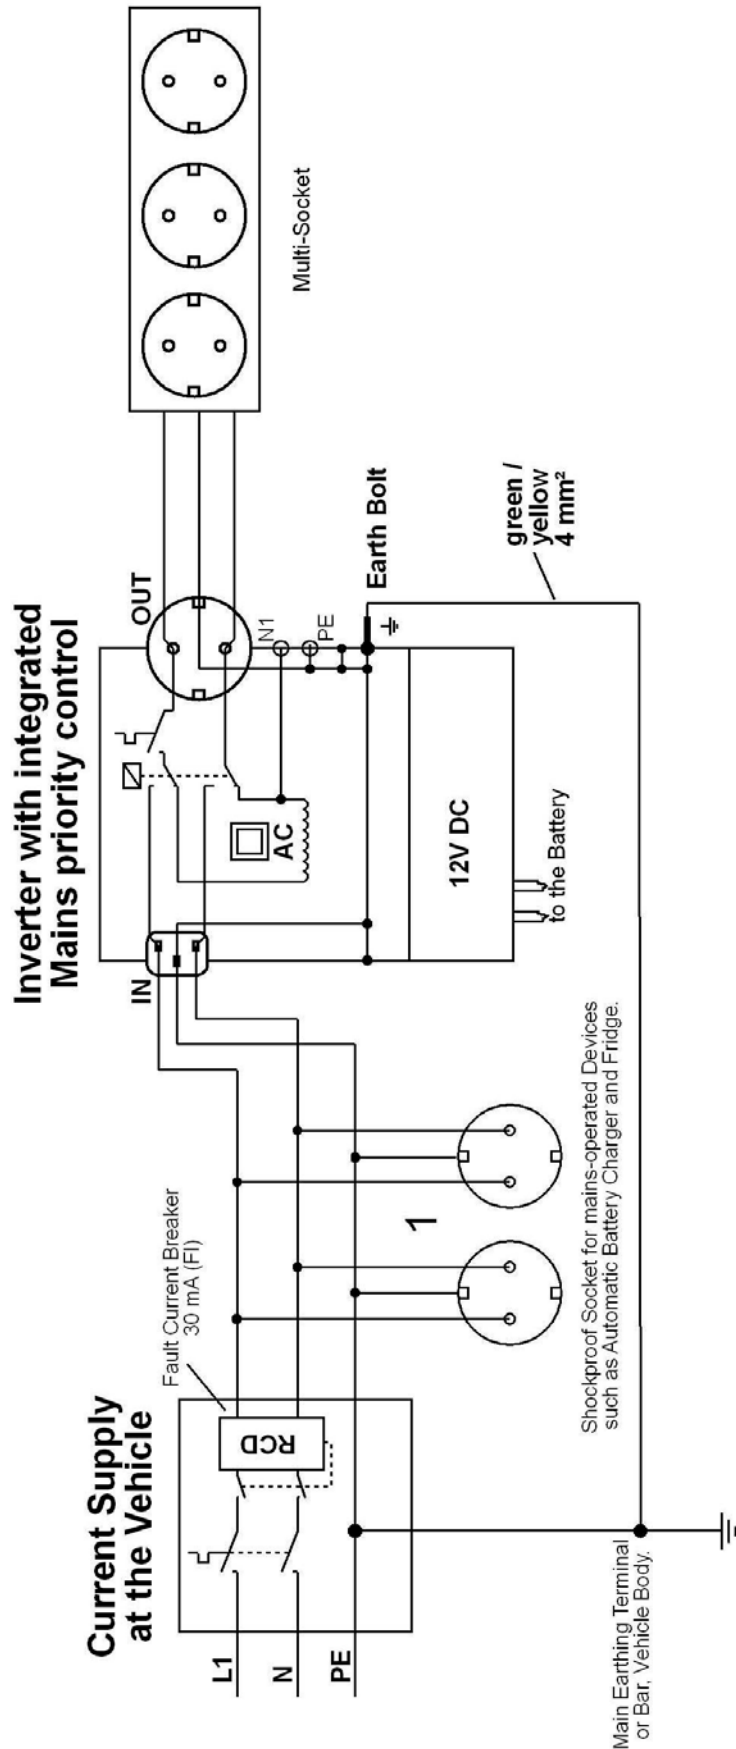 Current Supply
at the Vehicle
L1
N
PE
Fault Current Breaker
30 mA (FI)
RCD
Main Earthing Terminal
or Bar, Vehicle Body.
1
Shockproof Socket for mains-operated Devices
such as Automatic Battery Charger and Fridge.
Inverter with integrated
Mains priority control
IN
OUT
AC
N1
PE
12V DC
to the Battery
Earth Bolt
green /
yellow
4 mm²
Multi-Socket